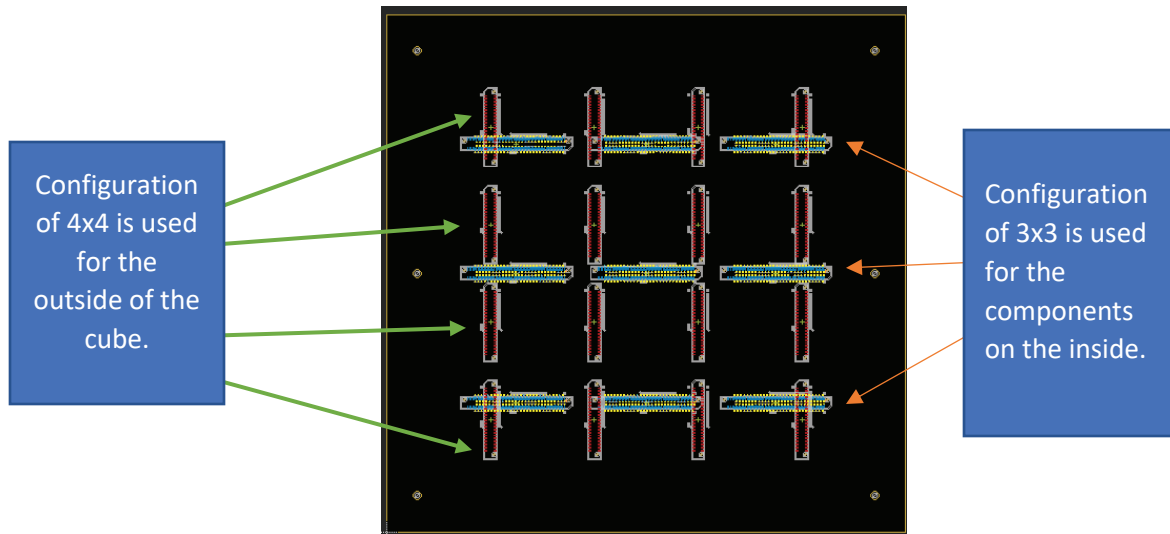 Configuration
of 4x4 is used
for the
outside of the
cube.
Configuration
of 3x3 is used
for the
components
on the inside.